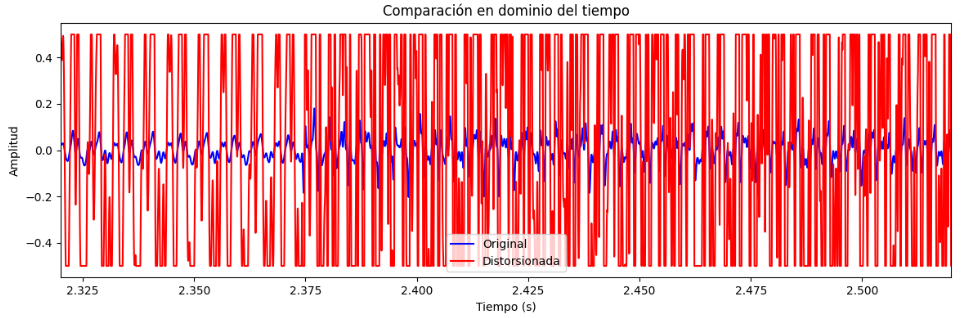 Comparación en dominio del tiempo
Amplitud
0.4
0.2
0.0
−0.2
−0.4
Original
Distorsionada
2.325 2.350 2.375 2.400 2.425 2.450 2.475 2.500
Tiempo (s)